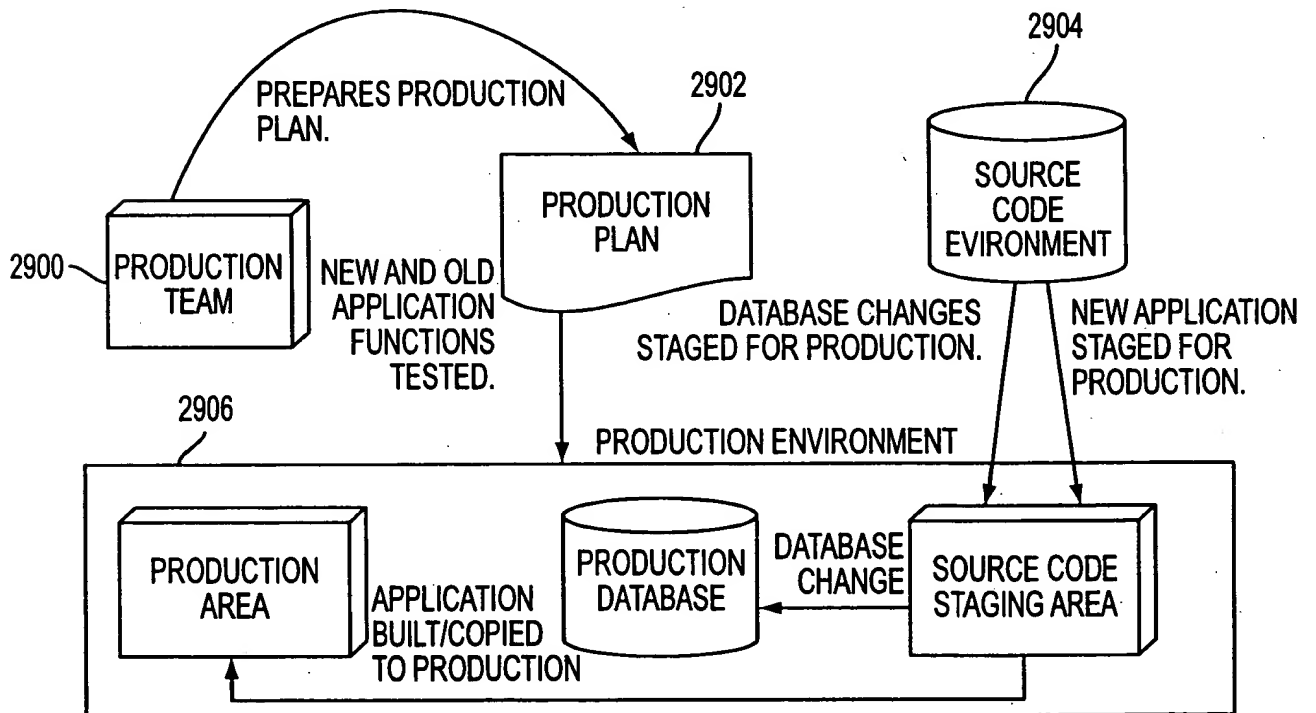 2904
PREPARES PRODUCTION
PLAN.
2902
PRODUCTION
PLAN
SOURCE
CODE
EVIRONMENT
2900
PRODUCTION
TEAM
NEW AND OLD
APPLICATION
FUNCTIONS
TESTED.
DATABASE CHANGES
STAGED FOR PRODUCTION.
NEW APPLICATION
STAGED FOR
PRODUCTION.
2906
PRODUCTION ENVIRONMENT
PRODUCTION
AREA
APPLICATION
BUILT/COPIED
TO PRODUCTION
PRODUCTION
DATABASE
DATABASE
CHANGE
SOURCE CODE
STAGING AREA